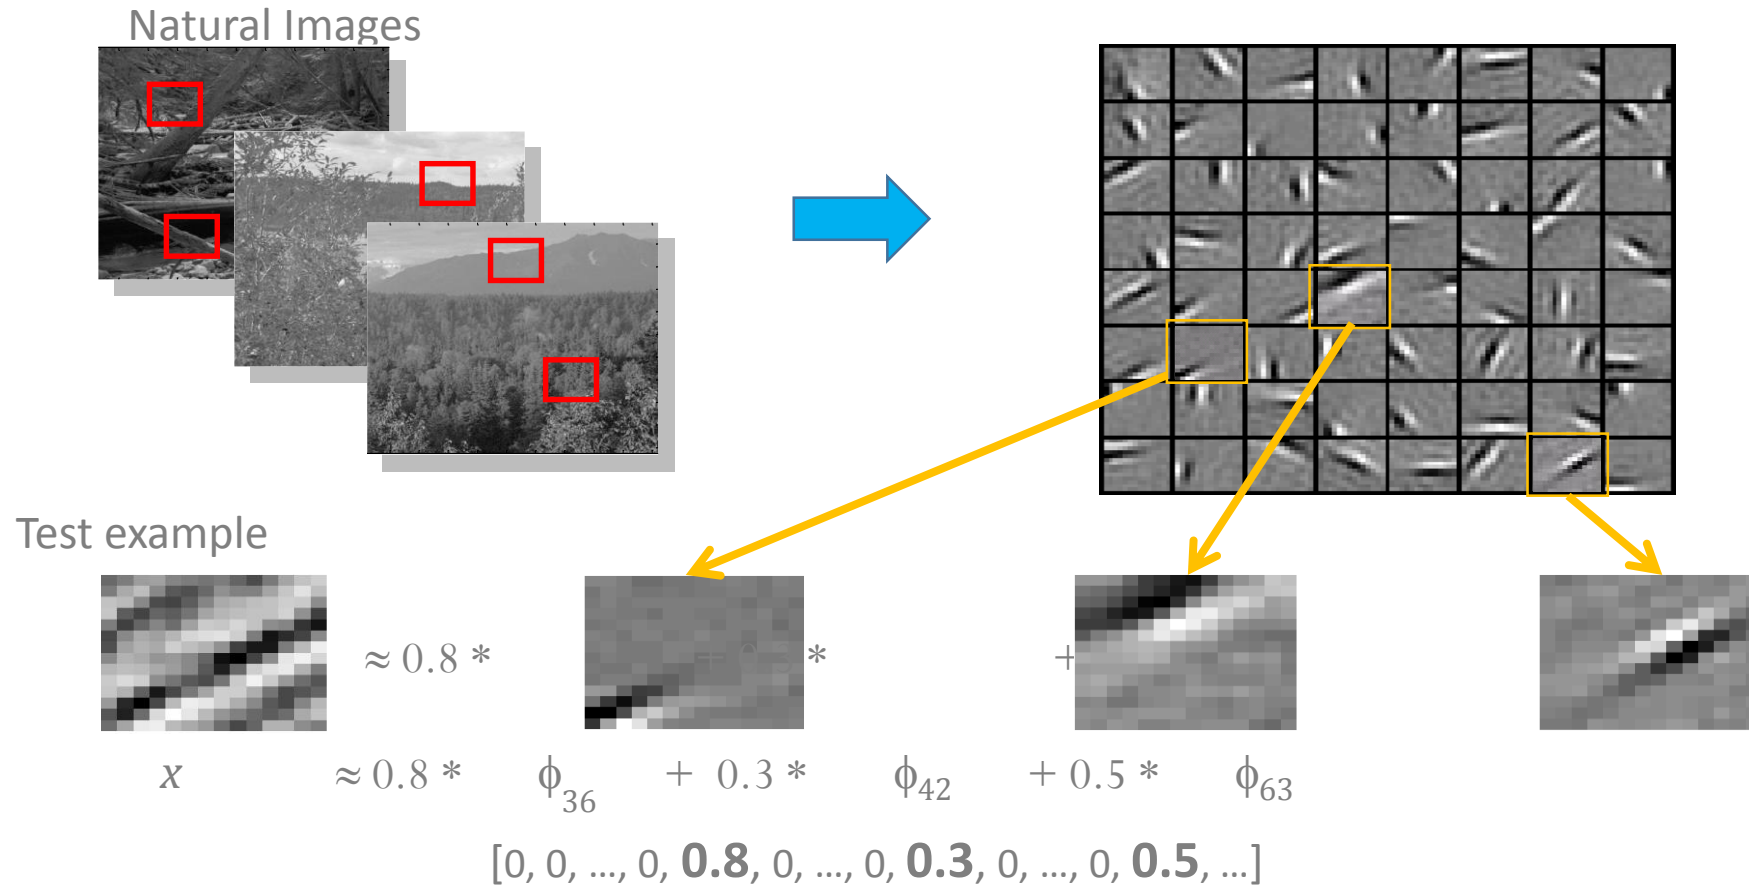 Natural Images
Test example
≈ 0.8 * + *
+
x ≈ 0.8 * ϕ36 + 0.3 * ϕ42 + 0.5 * ϕ63
[0, 0, ..., 0, 0.8, 0, ..., 0, 0.3, 0, ..., 0, 0.5, ...]